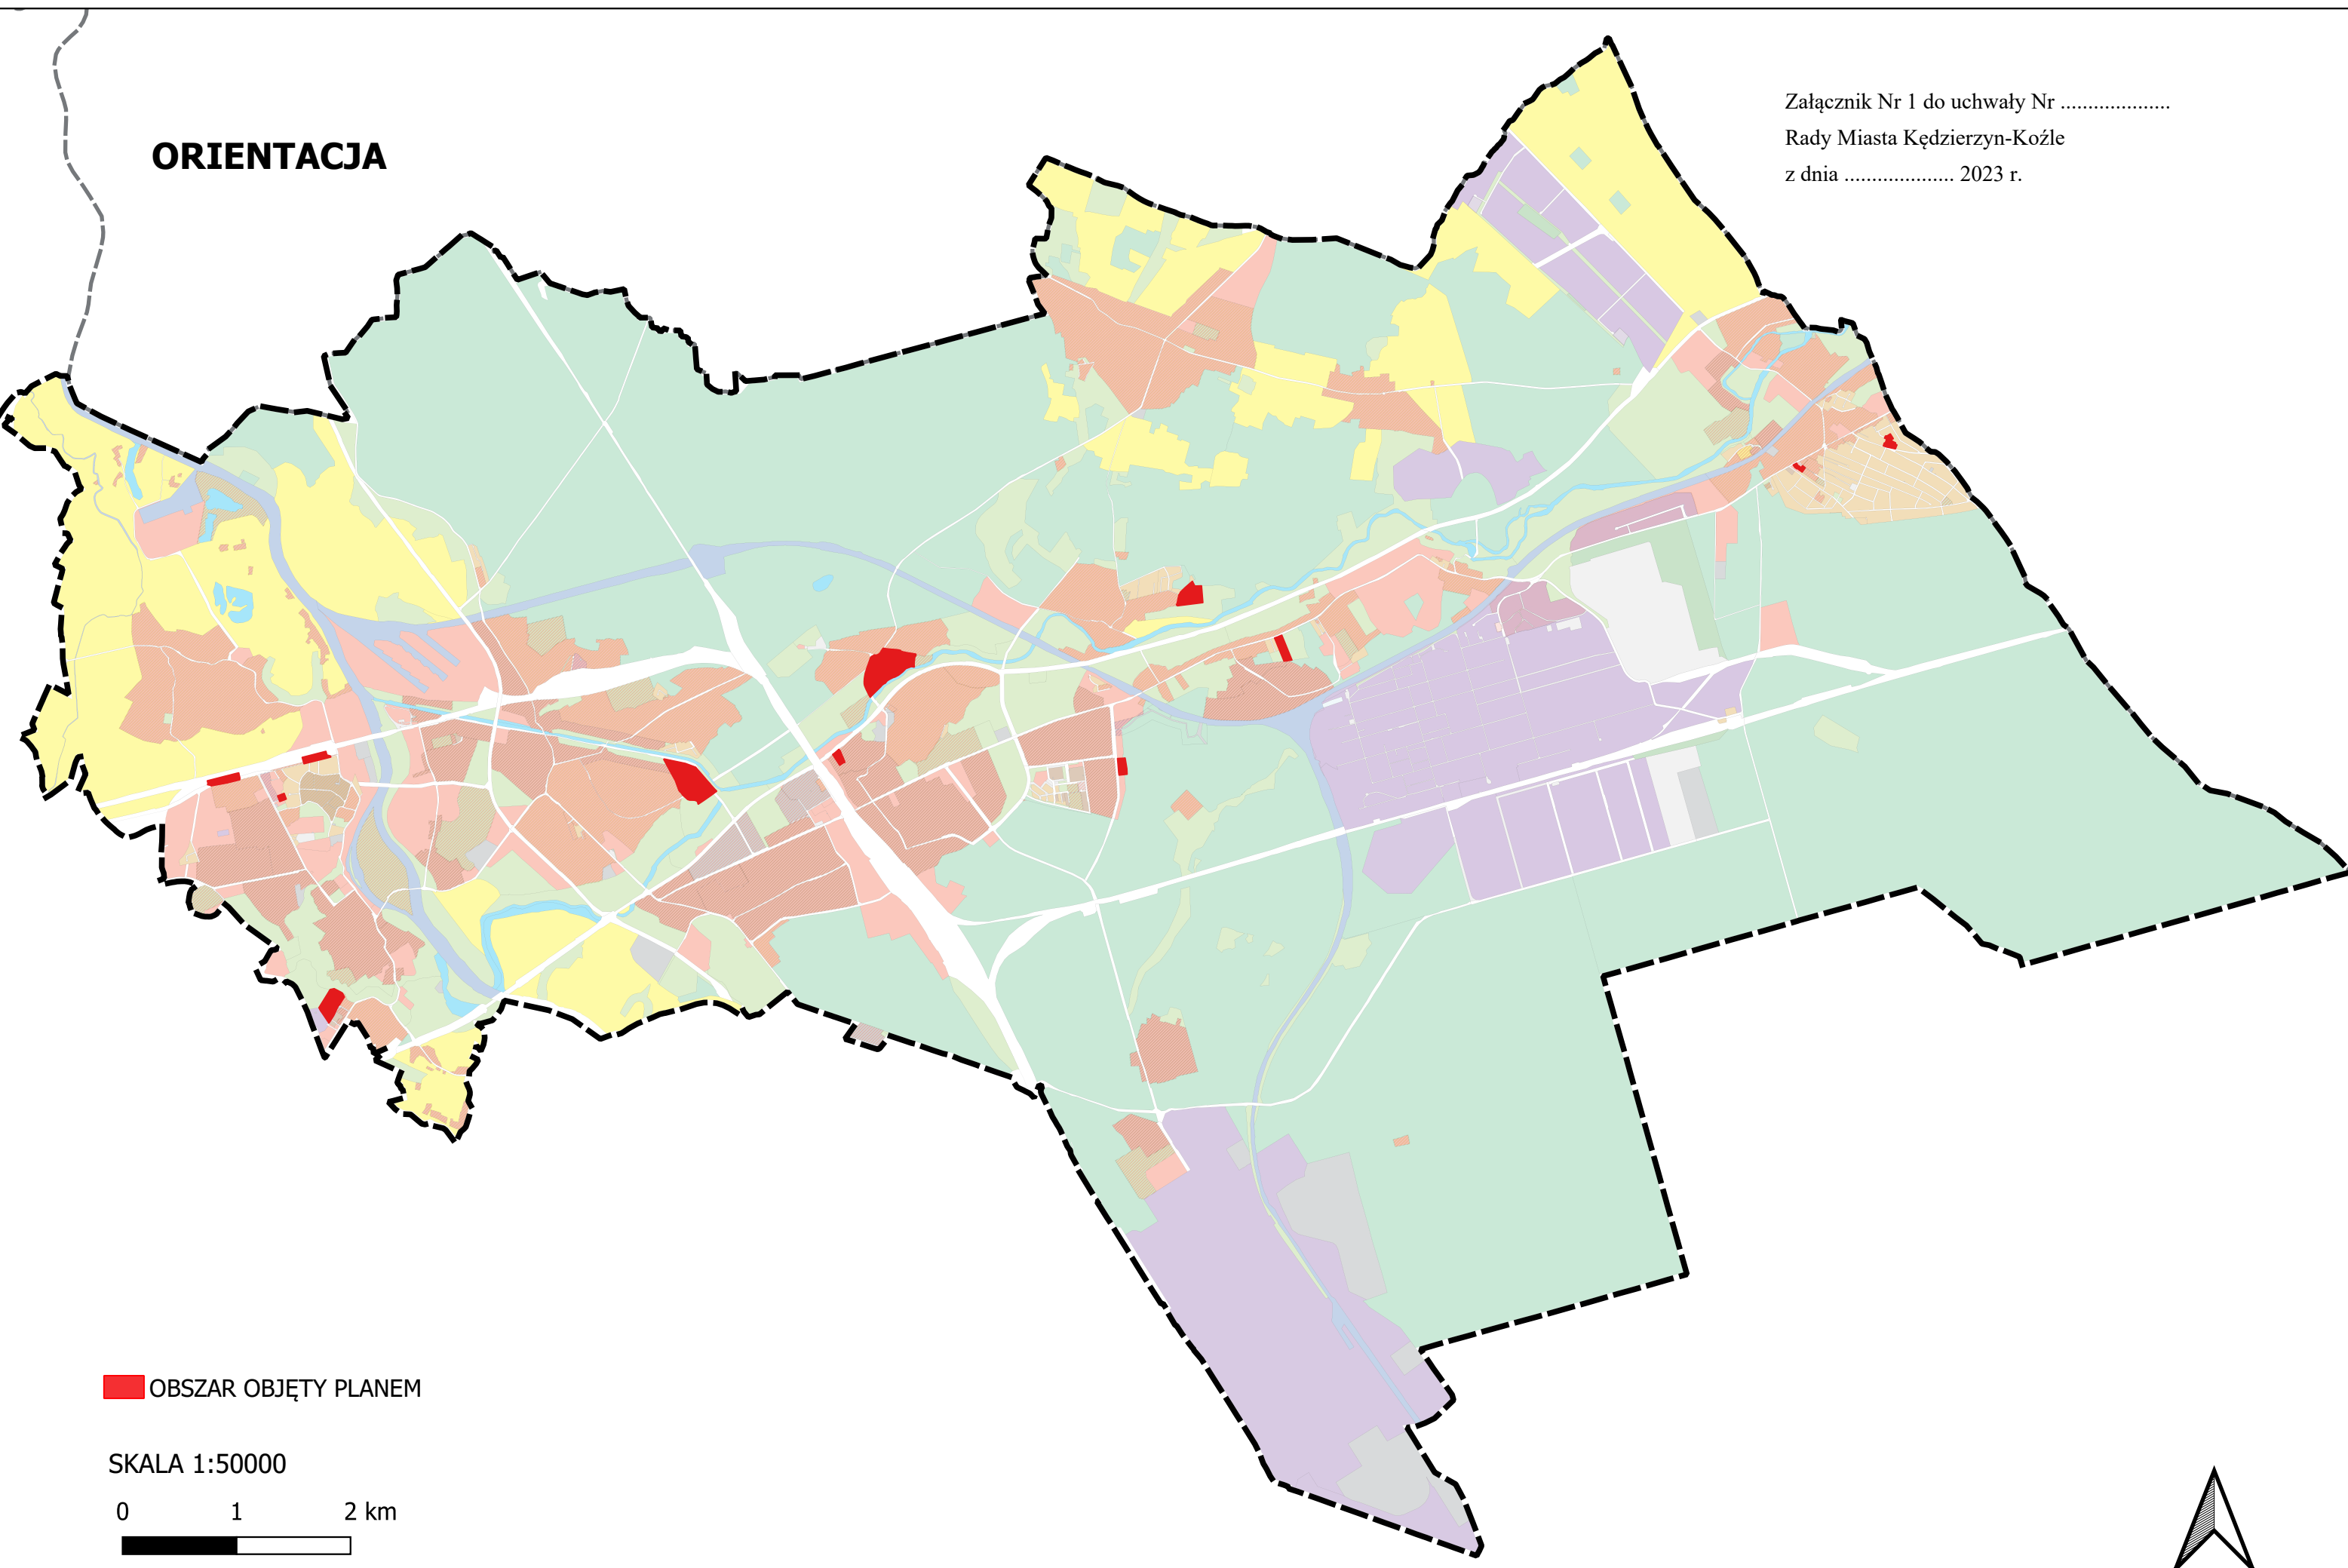 ORIENTACJA
Załącznik Nr 1 do uchwały Nr ....................
Rady Miasta Kędzierzyn-Koźle
z dnia .................... 2023 r.
OBSZAR OBJĘTY PLANEM
SKALA 1:50000
0 1 2 km